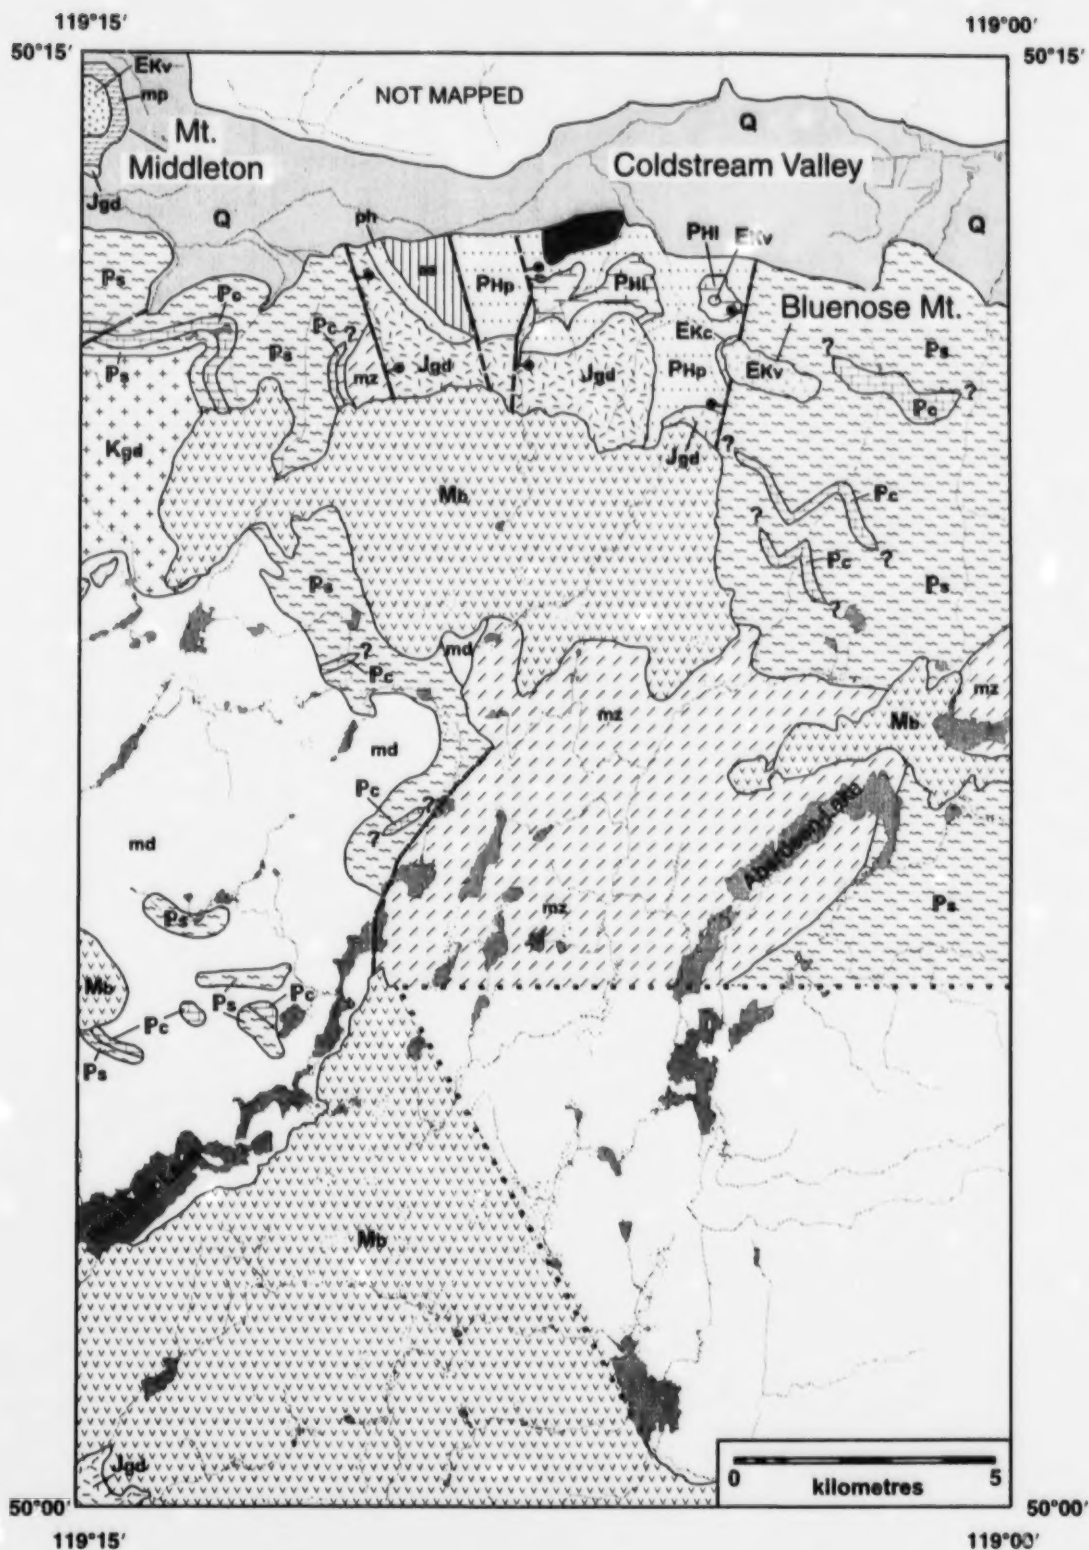 119°15′ 119°00′
50°15′ 50°15′
EKv
mp
NOT MAPPED
Mt.
Middleton
Q
Coldstream Valley
Jgd
Q
ph
Q
PHl EKv
Ps
PHp
PHl
Pc
Bluenose Mt.
Pc ?
Ps
EKc
? Ps
Ps
mz
Jgd
Jgd
PHp
EKv
?
Pc
Kgd
Jgd
?
Mb
Pc
?
Pc
?
Ps
?
Ps
md
?
Pc
mz
mz
Mb
md
Pc
?
?
Aberdeen Lake
md
Ps
mz
Ps
Mb
Ps Pc
Pc
Ps
Mb
Jgd
0 5
kilometres
50°00′ 50°00′
119°15′ 119°00′